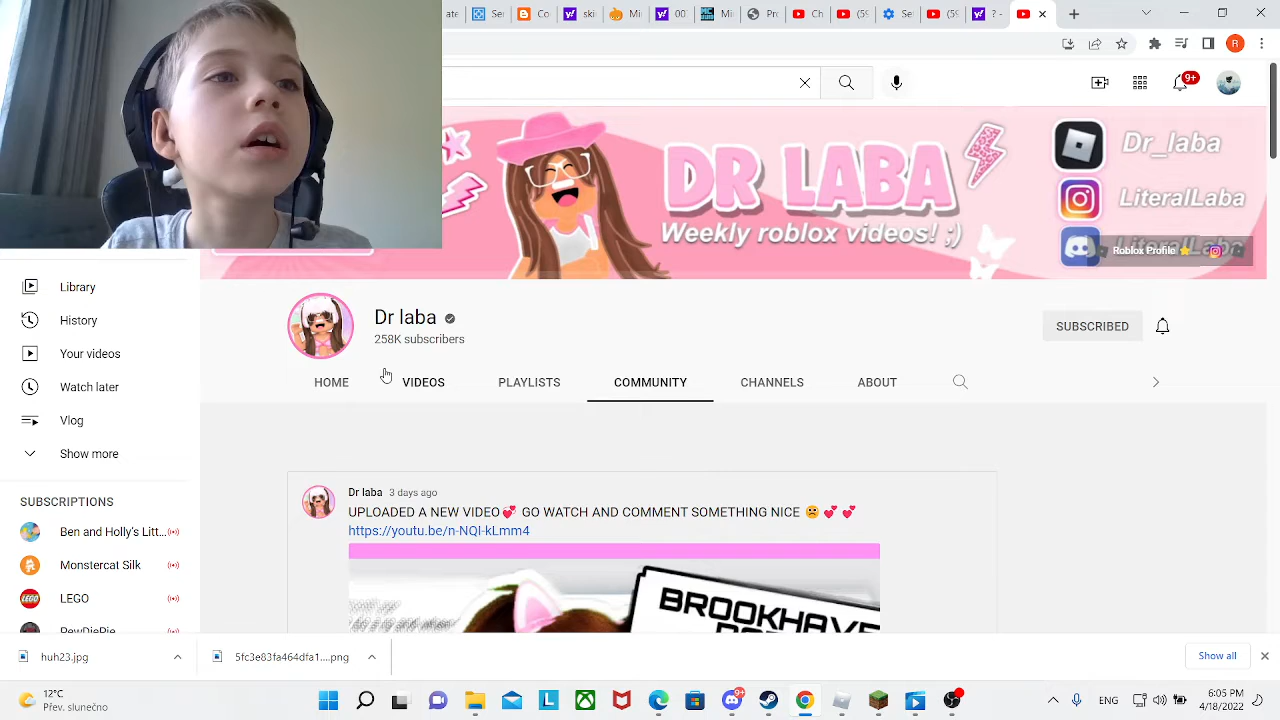 9+
R
DR LABA
Weekly roblox videos! ;)
Dr_laba
LiteralLaba
Roblox Profile
Library
History
Your videos
Watch later
Vlog
Show more
SUBSCRIPTIONS
Ben and Holly's Litt...
Monstercat Silk
LEGO
PewDiePie
Dr laba
258K subscribers
SUBSCRIBED
HOME
VIDEOS
PLAYLISTS
COMMUNITY
CHANNELS
ABOUT
Dr laba 3 days ago
UPLOADED A NEW VIDEO💞 GO WATCH AND COMMENT SOMETHING NICE 🙁 💕 💕
https://youtu.be/n-NQl-kLmm4
BROOKHAVE
huh23.jpg
5fc3e83fa464dfa1....png
Show all
12°C
Přev. slunečno
9+
6:05 PM
4/18/2022